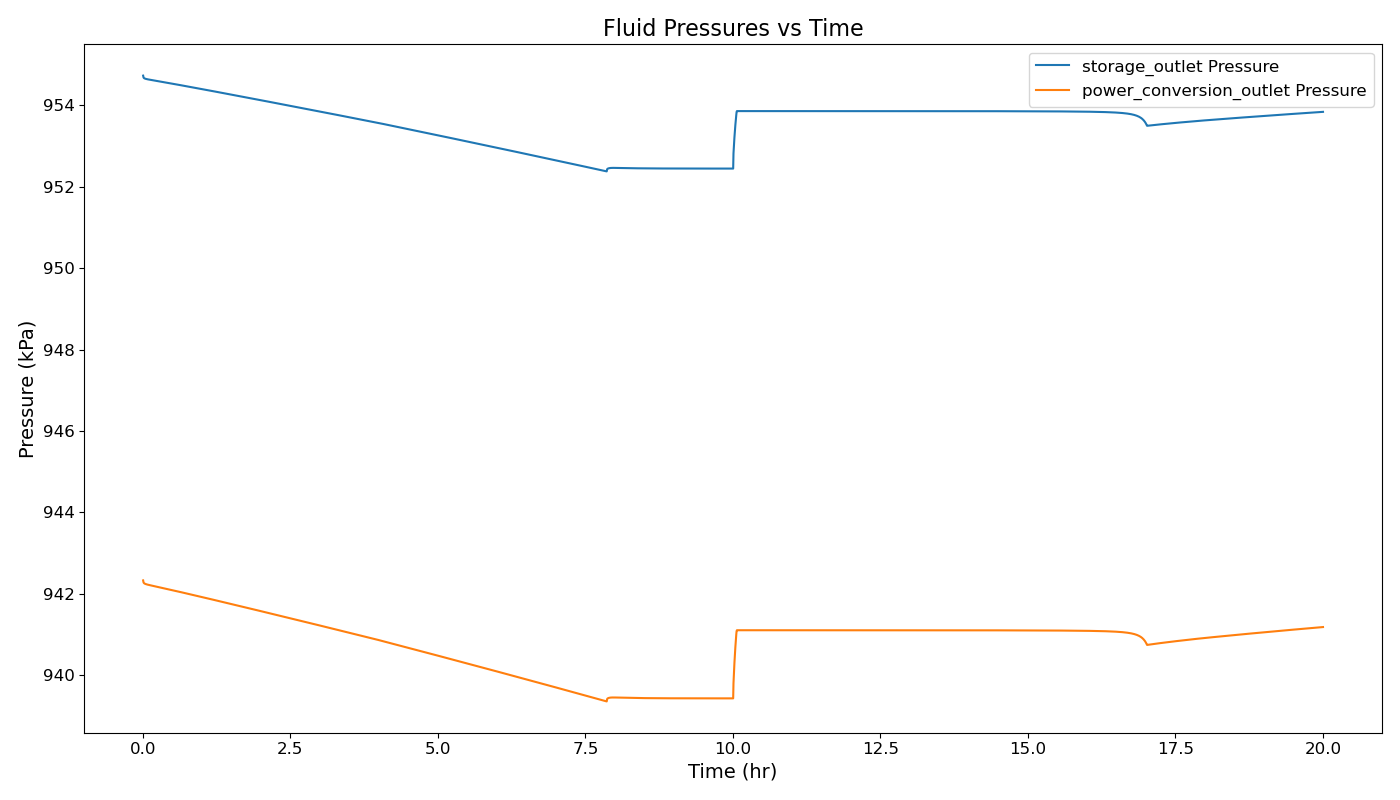 Fluid Pressures vs Time
storage_outlet Pressure
power_conversion_outlet Pressure
Pressure (kPa)
954
952
950
948
946
944
942
940
0.0 2.5 5.0 7.5 10.0 12.5 15.0 17.5 20.0
Time (hr)